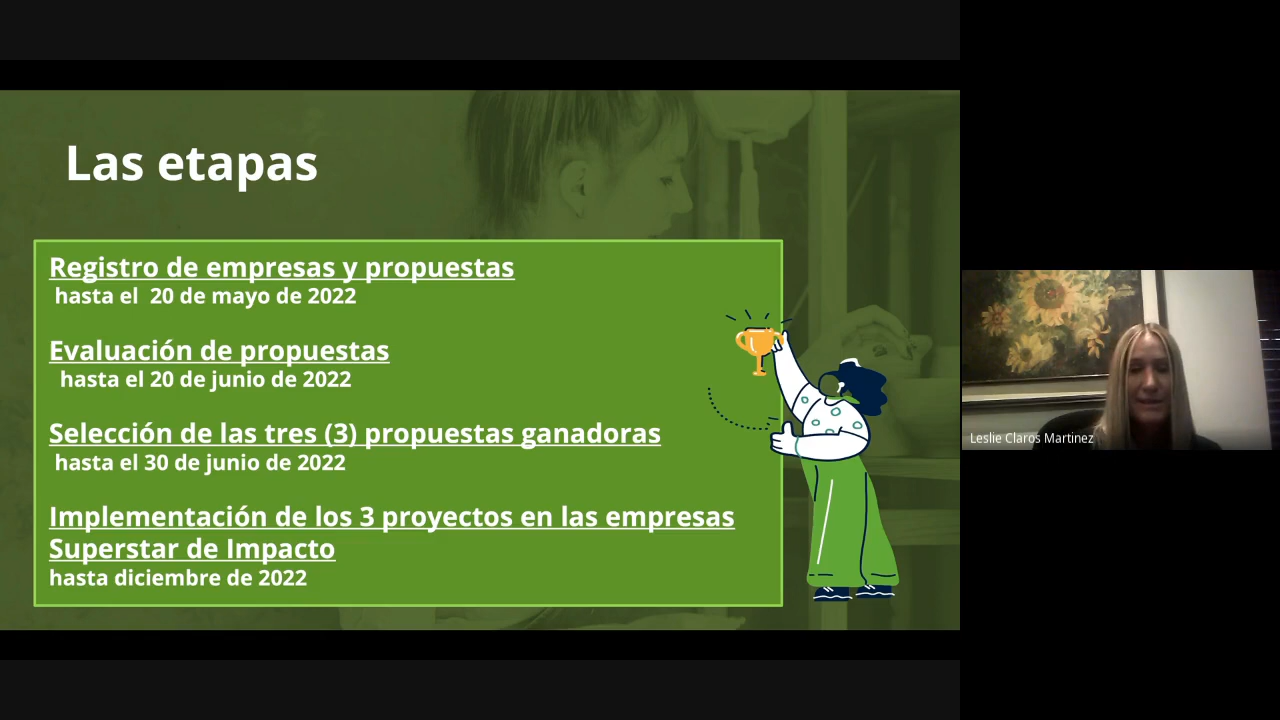 Las etapas
Registro de empresas y propuestas
hasta el 20 de mayo de 2022
Evaluación de propuestas
hasta el 20 de junio de 2022
Selección de las tres (3) propuestas ganadoras
hasta el 30 de junio de 2022
Implementación de los 3 proyectos en las empresas
Superstar de Impacto
hasta diciembre de 2022
Leslie Claros Martinez